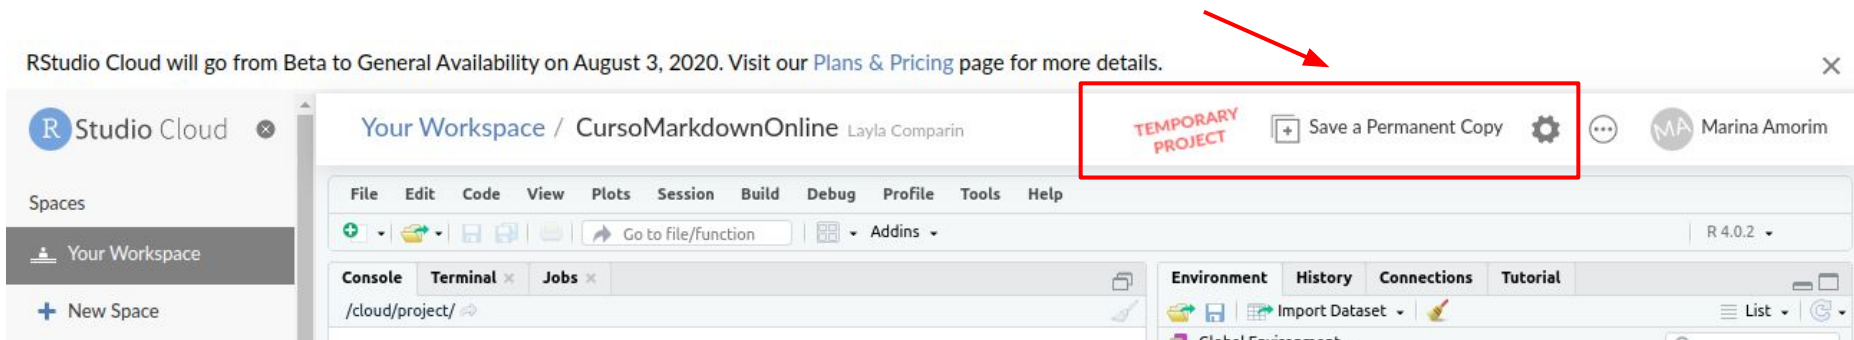 RStudio Cloud will go from Beta to General Availability on August 3, 2020. Visit our Plans & Pricing page for more details.
R Studio Cloud
Your Workspace / CursoMarkdownOnline Layla Comparin
TEMPORARY
PROJECT
Save a Permanent Copy
MA Marina Amorim
Spaces
Your Workspace
New Space
File Edit Code View Plots Session Build Debug Profile Tools Help
Go to file/function Addins R 4.0.2
Console Terminal Jobs
/cloud/project/
Environment History Connections Tutorial
Import Dataset List